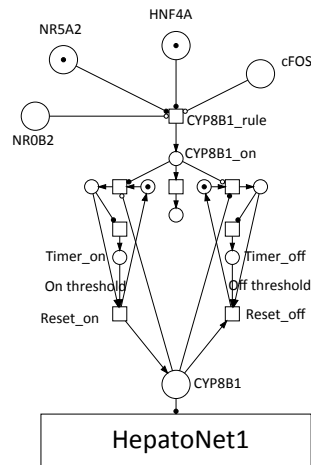 HNF4A
NR5A2
cFOS
CYP8B1_rule
NR0B2
CYP8B1_on
Timer_on
Timer_off
On threshold
Off threshold
Reset_on
Reset_off
CYP8B1
HepatoNet1